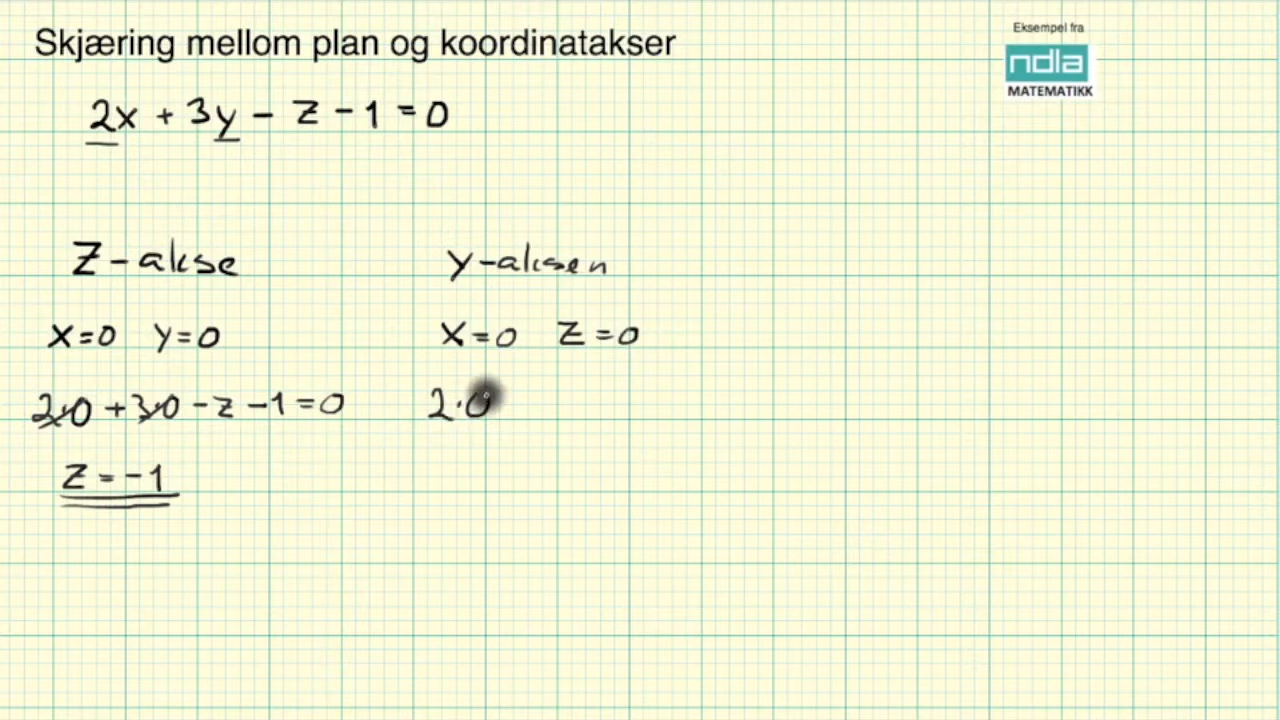 Skjæring mellom plan og koordinatakser
Eksempel fra
ndla
MATEMATIKK
2x + 3y - z - 1 = 0
Z-akse
x=0 y=0
2·0 + 3·0 - z - 1 = 0
z = -1
y-aksen
x=0 z=0
2·0